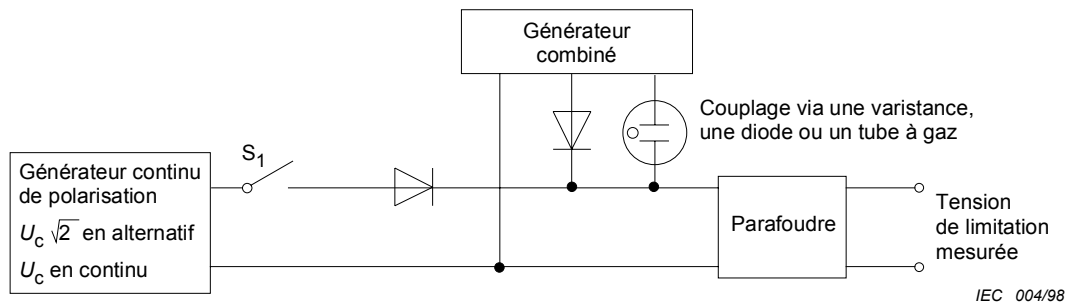 Générateur
combiné
Couplage via une varistance,
une diode ou un tube à gaz
S1
Générateur continu
de polarisation
Uc √2 en alternatif
Uc en continu
Parafoudre
Tension
de limitation
mesurée
IEC 004/98